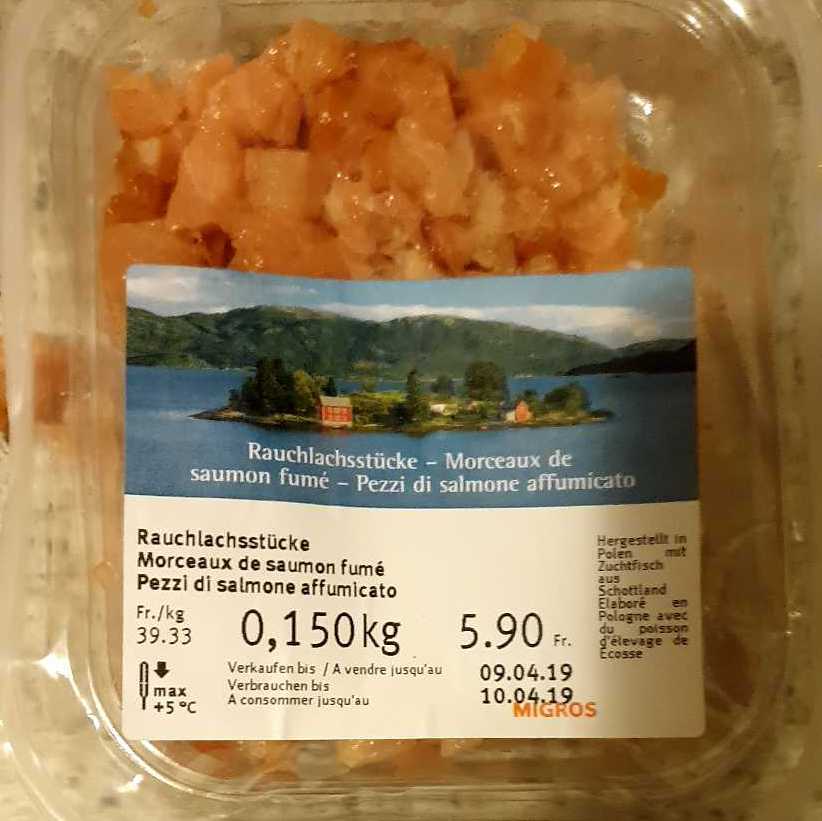 Rauchlachsstücke – Morceaux de
saumon fumé – Pezzi di salmone affumicato
Rauchlachsstücke
Morceaux de saumon fumé
Pezzi di salmone affumicato
Fr./kg
39.33
0,150kg
5.90 Fr.
Hergestellt in
Polen mit
Zuchtfisch
aus
Schottland
Elaboré en
Pologne avec
du poisson
d'élevage de
Ecosse
max
+5 °C
Verkaufen bis / A vendre jusqu'au
09.04.19
Verbrauchen bis
A consommer jusqu'au
10.04.19
MIGROS